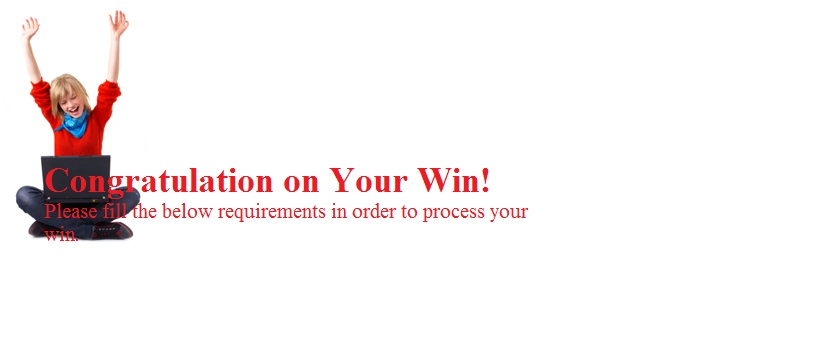 Congratulation on Your Win!
Please fill the below requirements in order to process your
win.